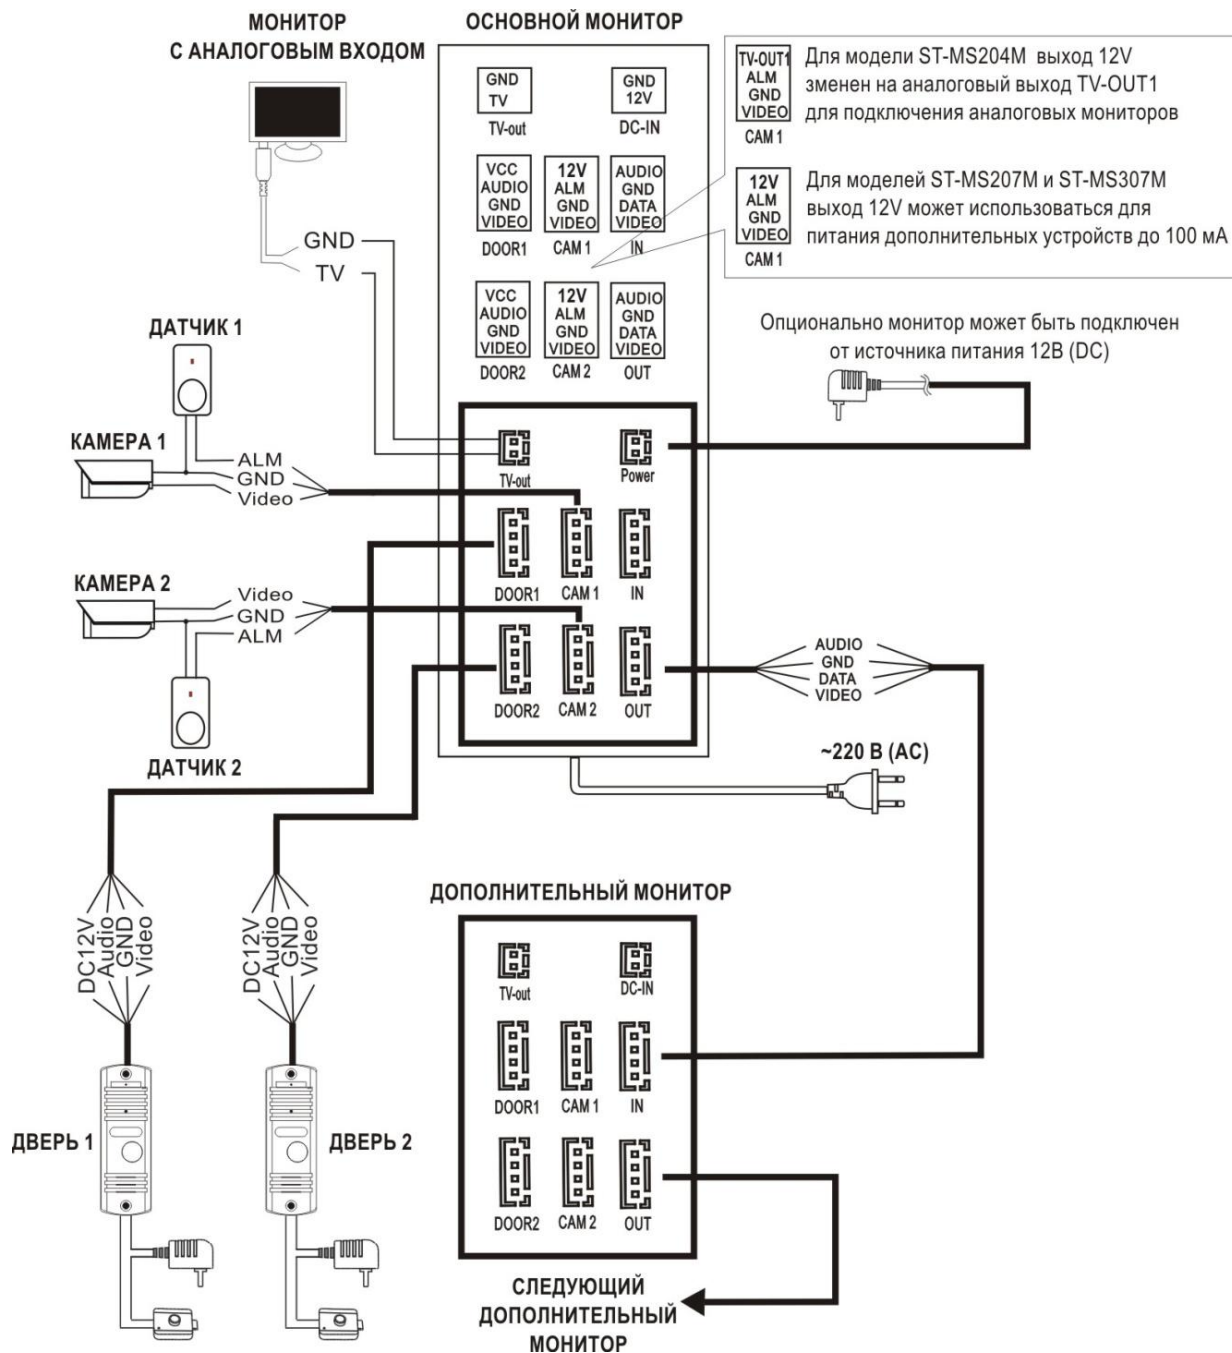 МОНИТОР
С АНАЛОГОВЫМ ВХОДОМ
ОСНОВНОЙ МОНИТОР
GND
TV
TV-out
GND
12V
DC-IN
VCC
AUDIO
GND
VIDEO
DOOR1
12V
ALM
GND
VIDEO
CAM 1
AUDIO
GND
DATA
VIDEO
IN
VCC
AUDIO
GND
VIDEO
DOOR2
12V
ALM
GND
VIDEO
CAM 2
AUDIO
GND
DATA
VIDEO
OUT
TV-OUT1
ALM
GND
VIDEO
CAM 1
Для модели ST-MS204M выход 12V
зменен на аналоговый выход TV-OUT1
для подключения аналоговых мониторов
12V
ALM
GND
VIDEO
CAM 1
Для моделей ST-MS207M и ST-MS307M
выход 12V может использоваться для
питания дополнительных устройств до 100 мА
GND
TV
Опционально монитор может быть подключен
от источника питания 12В (DC)
ДАТЧИК 1
КАМЕРА 1
ALM
GND
Video
КАМЕРА 2
Video
GND
ALM
ДАТЧИК 2
TV-out
Power
DOOR1
CAM 1
IN
DOOR2
CAM 2
OUT
AUDIO
GND
DATA
VIDEO
~220 В (AC)
DC12V
Audio
GND
Video
DC12V
Audio
GND
Video
ДВЕРЬ 1
ДВЕРЬ 2
ДОПОЛНИТЕЛЬНЫЙ МОНИТОР
TV-out
DC-IN
DOOR1
CAM 1
IN
DOOR2
CAM 2
OUT
СЛЕДУЮЩИЙ
ДОПОЛНИТЕЛЬНЫЙ
МОНИТОР